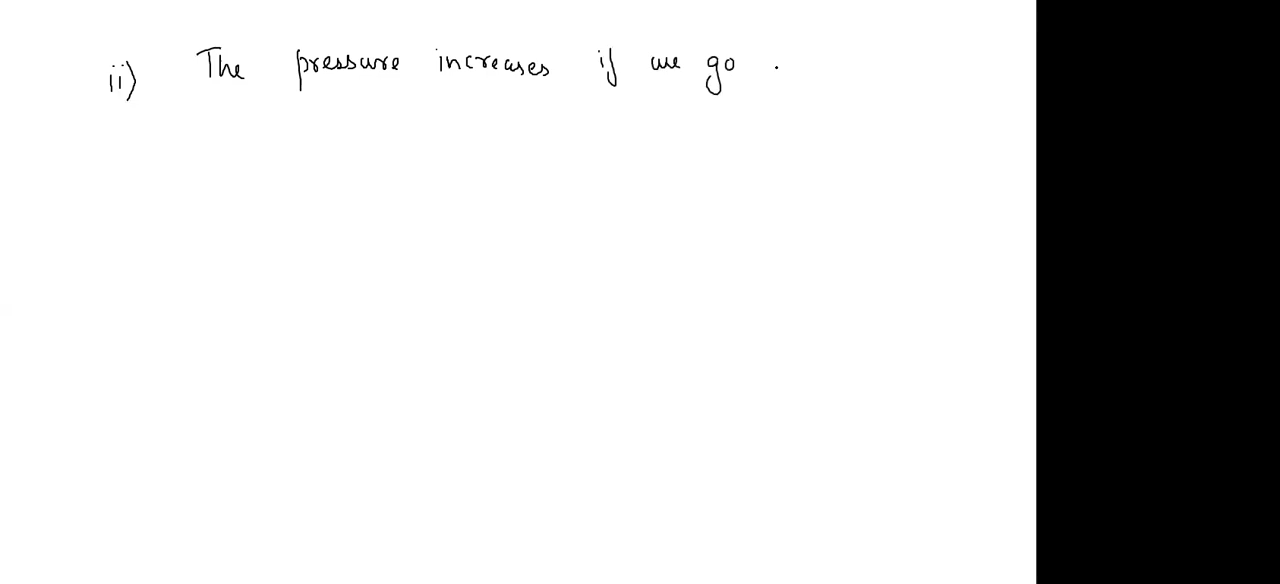 ii) The pressure increases if we go .